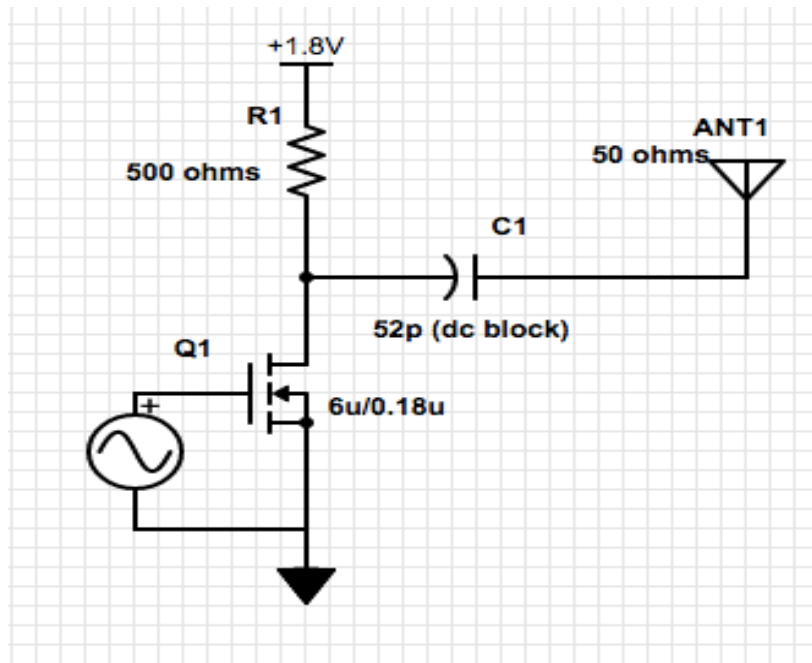 +1.8V
R1
500 ohms
ANT1
50 ohms
C1
52p (dc block)
Q1
6u/0.18u
+